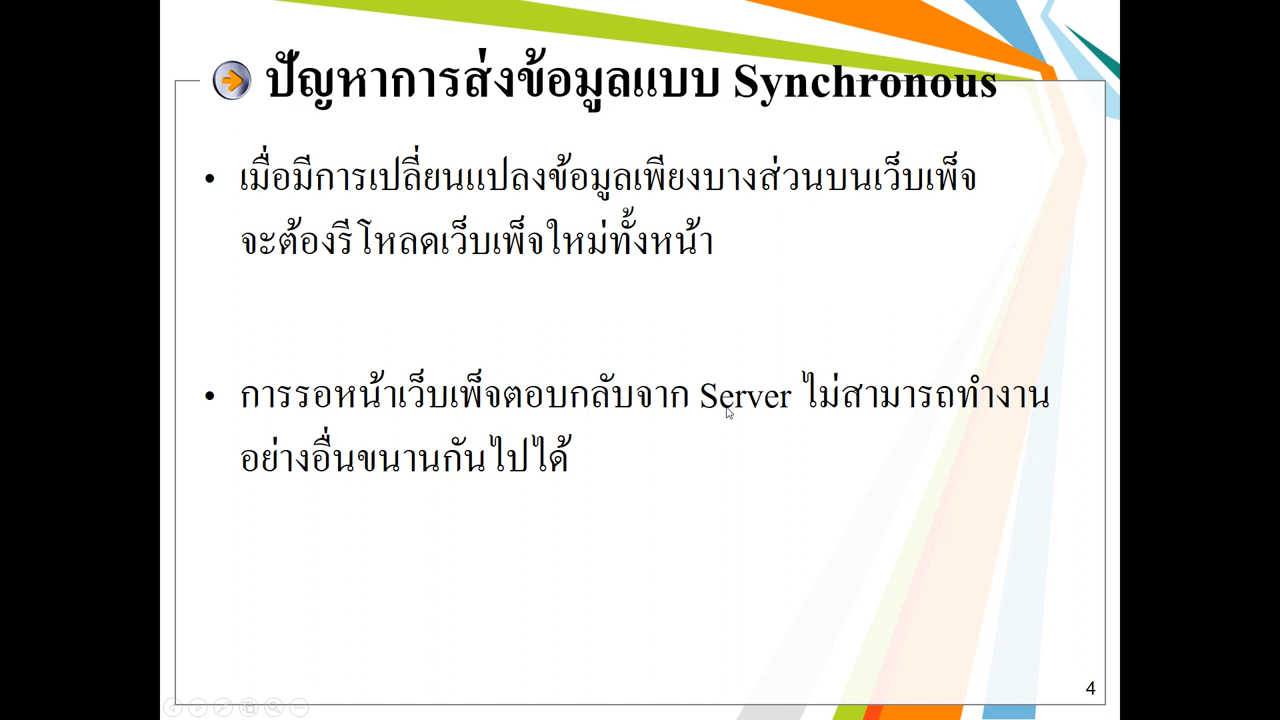 ปัญหาการส่งข้อมูลแบบ Synchronous
• เมื่อมีการเปลี่ยนแปลงข้อมูลเพียงบางส่วนบนเว็บเพ็จ
จะต้องรีโหลดเว็บเพ็จใหม่ทั้งหน้า
• การรอหน้าเว็บเพ็จตอบกลับจาก Server ไม่สามารถทำงาน
อย่างอื่นขนานกันไปได้
4